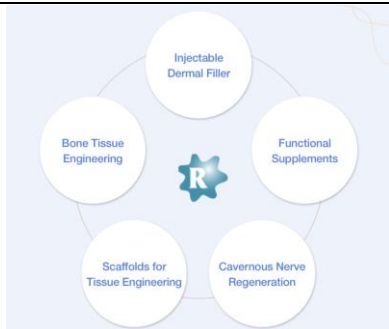 Injectable
Dermal Filler
Bone Tissue
Engineering
Functional
Supplements
R
Scaffolds for
Tissue Engineering
Cavernous Nerve
Regeneration